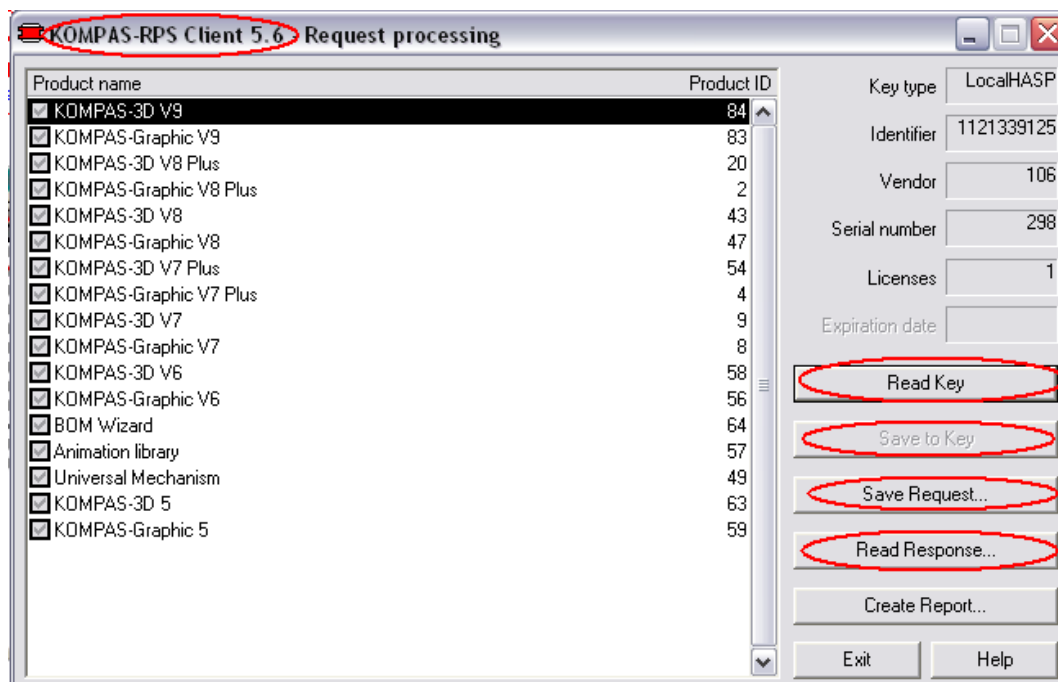 KOMPAS-RPS Client 5.6 - Request processing
Product name Product ID
KOMPAS-3D V9 84
KOMPAS-Graphic V9 83
KOMPAS-3D V8 Plus 20
KOMPAS-Graphic V8 Plus 2
KOMPAS-3D V8 43
KOMPAS-Graphic V8 47
KOMPAS-3D V7 Plus 54
KOMPAS-Graphic V7 Plus 4
KOMPAS-3D V7 9
KOMPAS-Graphic V7 8
KOMPAS-3D V6 58
KOMPAS-Graphic V6 56
BOM Wizard 64
Animation library 57
Universal Mechanism 49
KOMPAS-3D 5 63
KOMPAS-Graphic 5 59
Key type LocalHASP
Identifier 1121339125
Vendor 106
Serial number 298
Licenses 1
Expiration date
Read Key
Save to Key
Save Request...
Read Response...
Create Report...
Exit Help